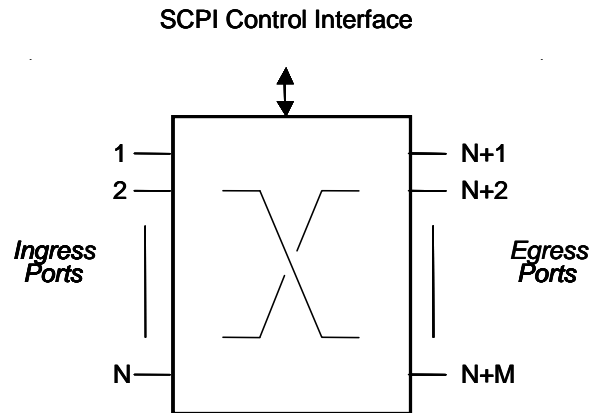 SCPI Control Interface
1
N+1
2
N+2
Ingress
Ports
Egress
Ports
N
N+M